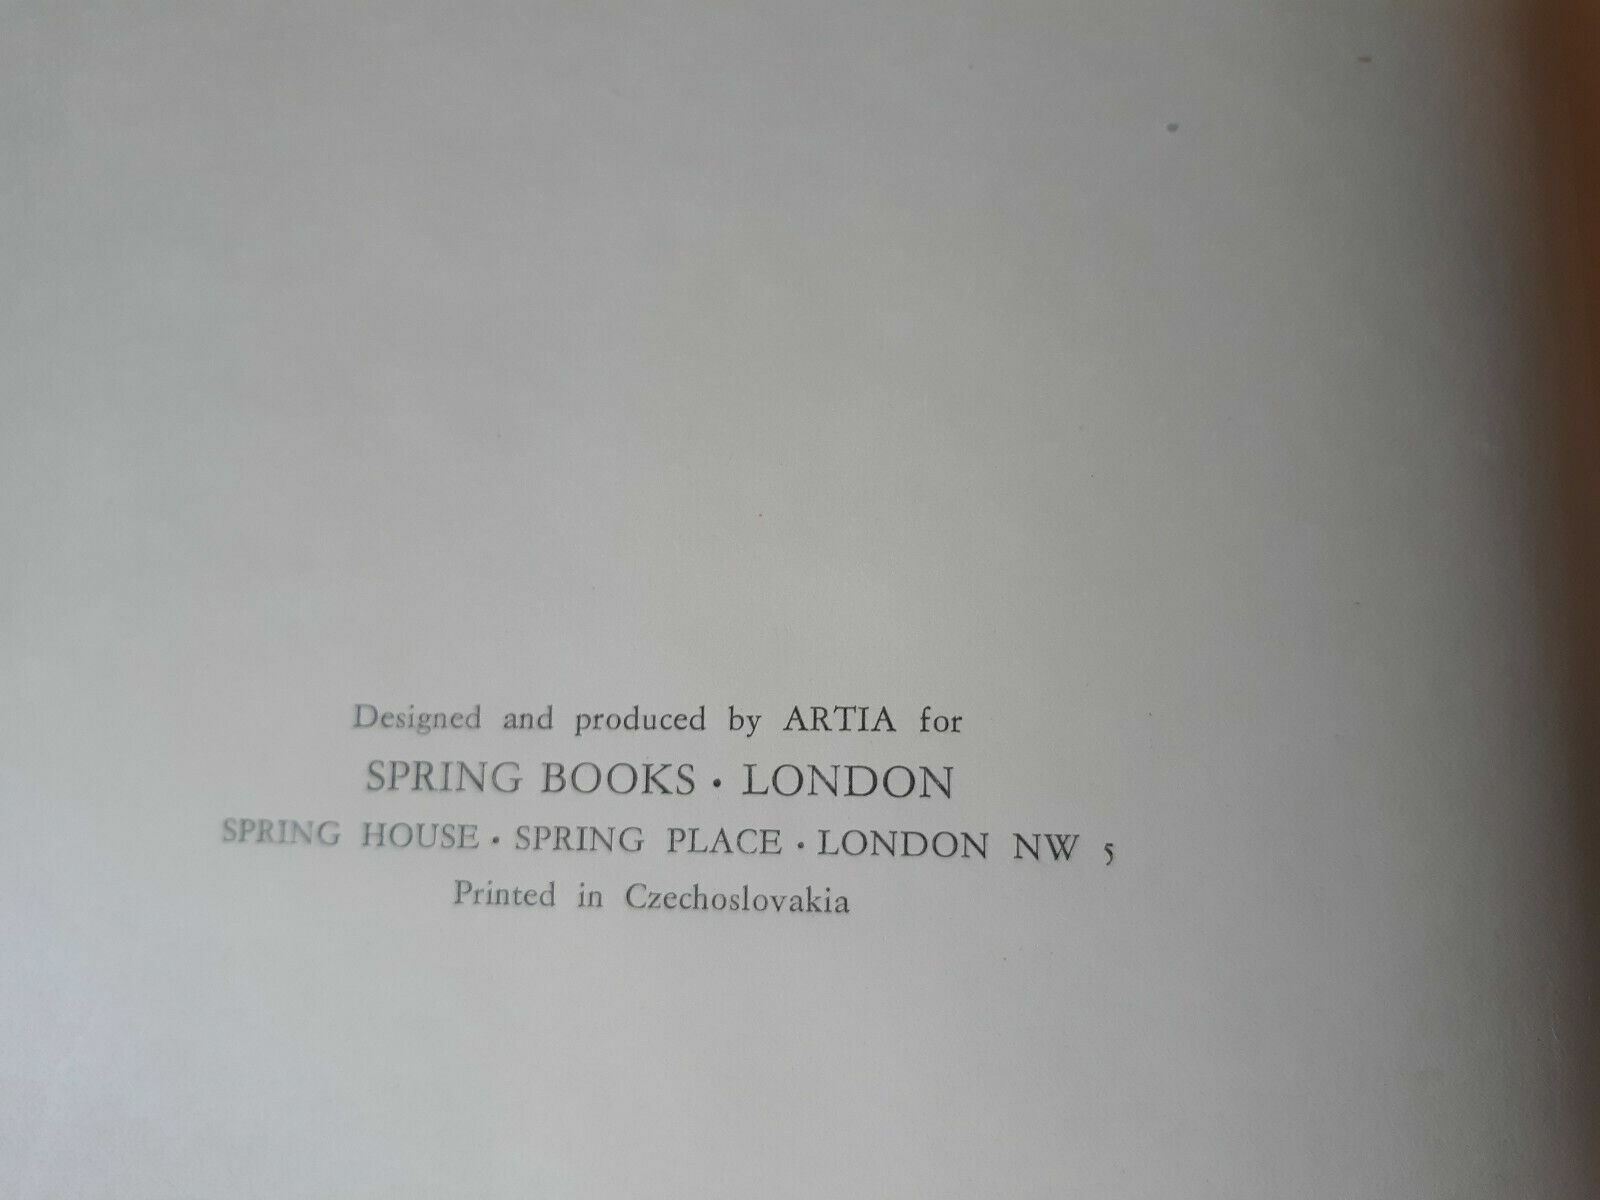 Designed and produced by ARTIA for
SPRING BOOKS · LONDON
SPRING HOUSE · SPRING PLACE · LONDON NW 5
Printed in Czechoslovakia